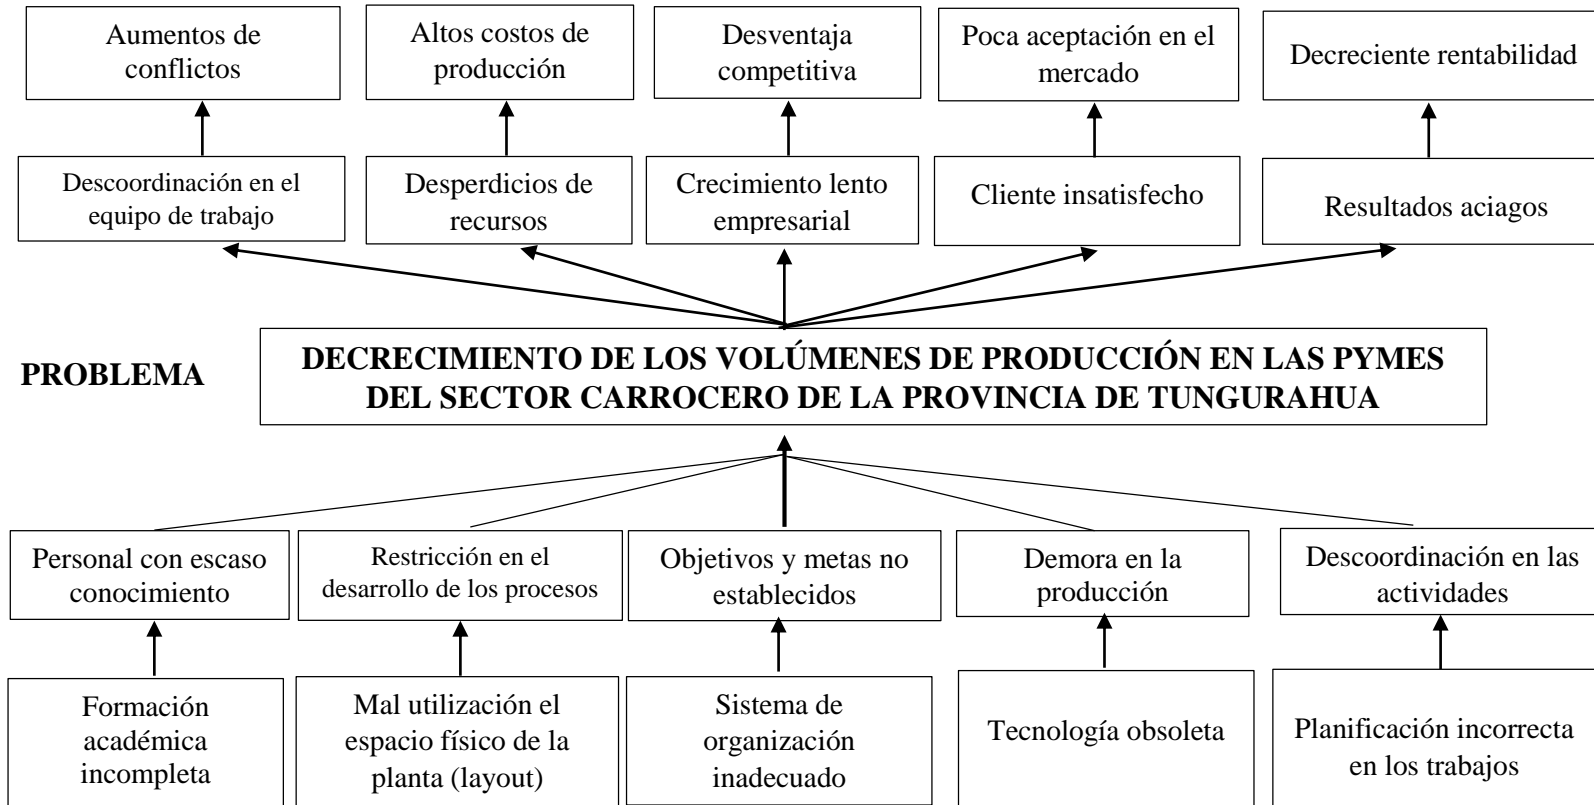 Aumentos de
conflictos
Altos costos de
producción
Desventaja
competitiva
Poca aceptación en el
mercado
Decreciente rentabilidad
Descoordinación en el
equipo de trabajo
Desperdicios de
recursos
Crecimiento lento
empresarial
Cliente insatisfecho
Resultados aciagos
PROBLEMA
DECRECIMIENTO DE LOS VOLÚMENES DE PRODUCCIÓN EN LAS PYMES
DEL SECTOR CARROCERO DE LA PROVINCIA DE TUNGURAHUA
Personal con escaso
conocimiento
Restricción en el
desarrollo de los procesos
Objetivos y metas no
establecidos
Demora en la
producción
Descoordinación en las
actividades
Formación
académica
incompleta
Mal utilización el
espacio físico de la
planta (layout)
Sistema de
organización
inadecuado
Tecnología obsoleta
Planificación incorrecta
en los trabajos